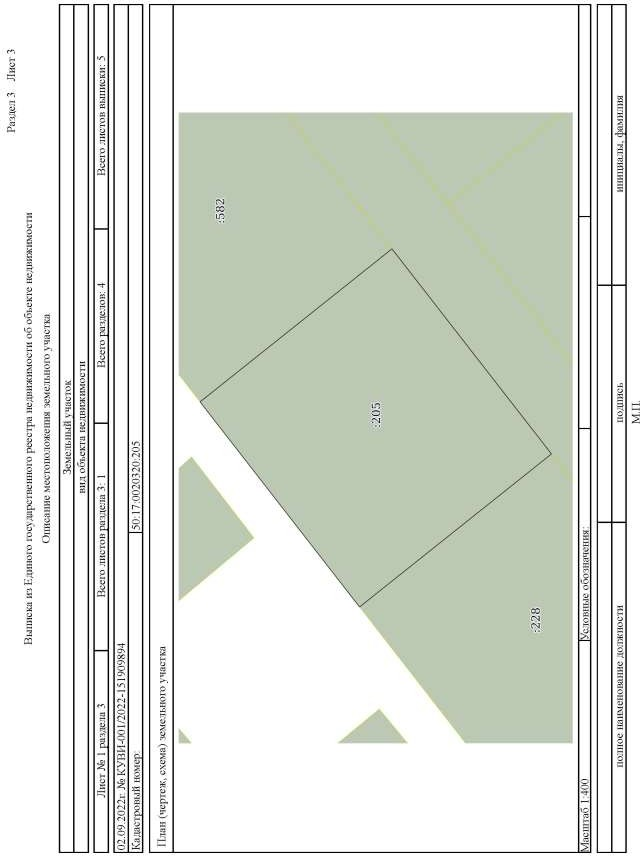 Раздел 3 Лист 3
Выписка из Единого государственного реестра недвижимости об объекте недвижимости
Описание местоположения земельного участка
Земельный участок
вид объекта недвижимости
Лист № 1 раздела 3 Всего листов раздела 3: 1 Всего разделов: 4 Всего листов выписки: 5
02.09.2022г. № КУВИ-001/2022-151909894
Кадастровый номер: 50:17:0020320:205
План (чертеж, схема) земельного участка
:582
:205
:228
Масштаб 1:400 Условные обозначения:
полное наименование должности подпись инициалы, фамилия
М.П.